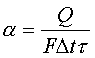 α = Q / FΔtτ